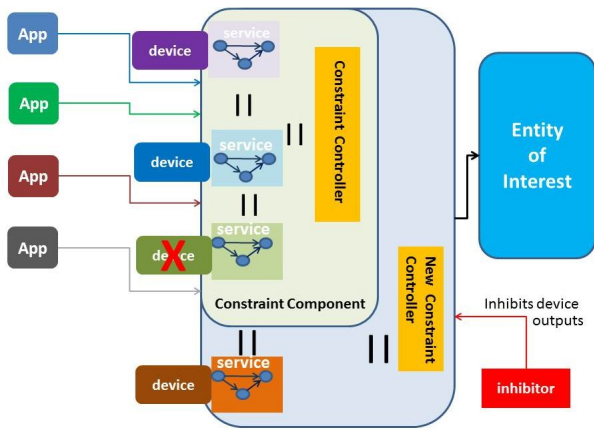 App
App
App
App
device
service
device
service
device
X
service
Constraint Controller
Constraint Component
device
service
New Constraint
Controller
Entity
of
Interest
Inhibits device
outputs
inhibitor